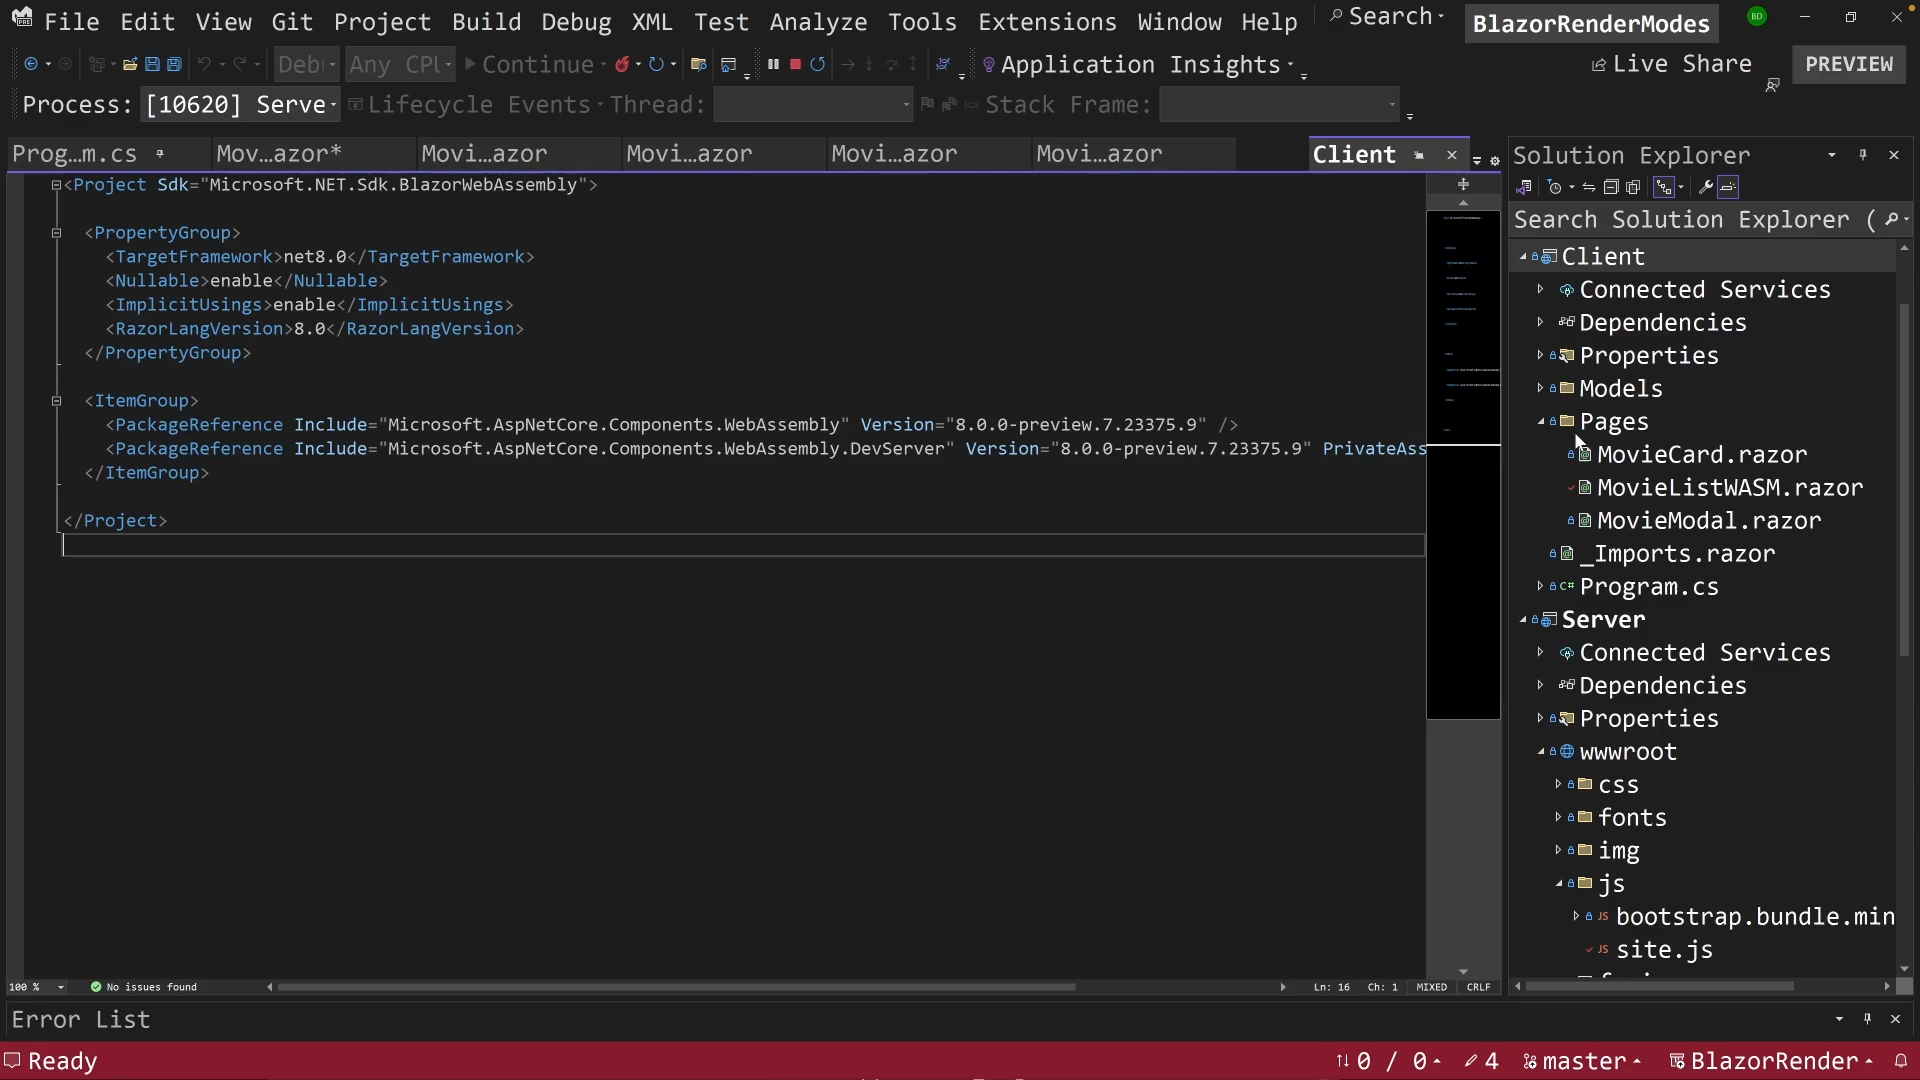 File Edit View Git Project Build Debug XML Test Analyze Tools Extensions Window Help Search BlazorRenderModes BD
Deb Any CPU Continue Application Insights Live Share PREVIEW
Process: [10620] Serve Lifecycle Events Thread: Stack Frame:
Prog…m.cs Mov…azor* Movi…azor Movi…azor Movi…azor Movi…azor Client
<Project Sdk="Microsoft.NET.Sdk.BlazorWebAssembly">
<PropertyGroup>
<TargetFramework>net8.0</TargetFramework>
<Nullable>enable</Nullable>
<ImplicitUsings>enable</ImplicitUsings>
<RazorLangVersion>8.0</RazorLangVersion>
</PropertyGroup>
<ItemGroup>
<PackageReference Include="Microsoft.AspNetCore.Components.WebAssembly" Version="8.0.0-preview.7.23375.9" />
<PackageReference Include="Microsoft.AspNetCore.Components.WebAssembly.DevServer" Version="8.0.0-preview.7.23375.9" PrivateAss
</ItemGroup>
</Project>
100 % No issues found Ln: 16 Ch: 1 MIXED CRLF
Solution Explorer
Search Solution Explorer (
Client
Connected Services
Dependencies
Properties
Models
Pages
MovieCard.razor
MovieListWASM.razor
MovieModal.razor
_Imports.razor
C# Program.cs
Server
Connected Services
Dependencies
Properties
wwwroot
css
fonts
img
js
JS bootstrap.bundle.min
JS site.js
Error List
Ready 0 / 0 4 master BlazorRender